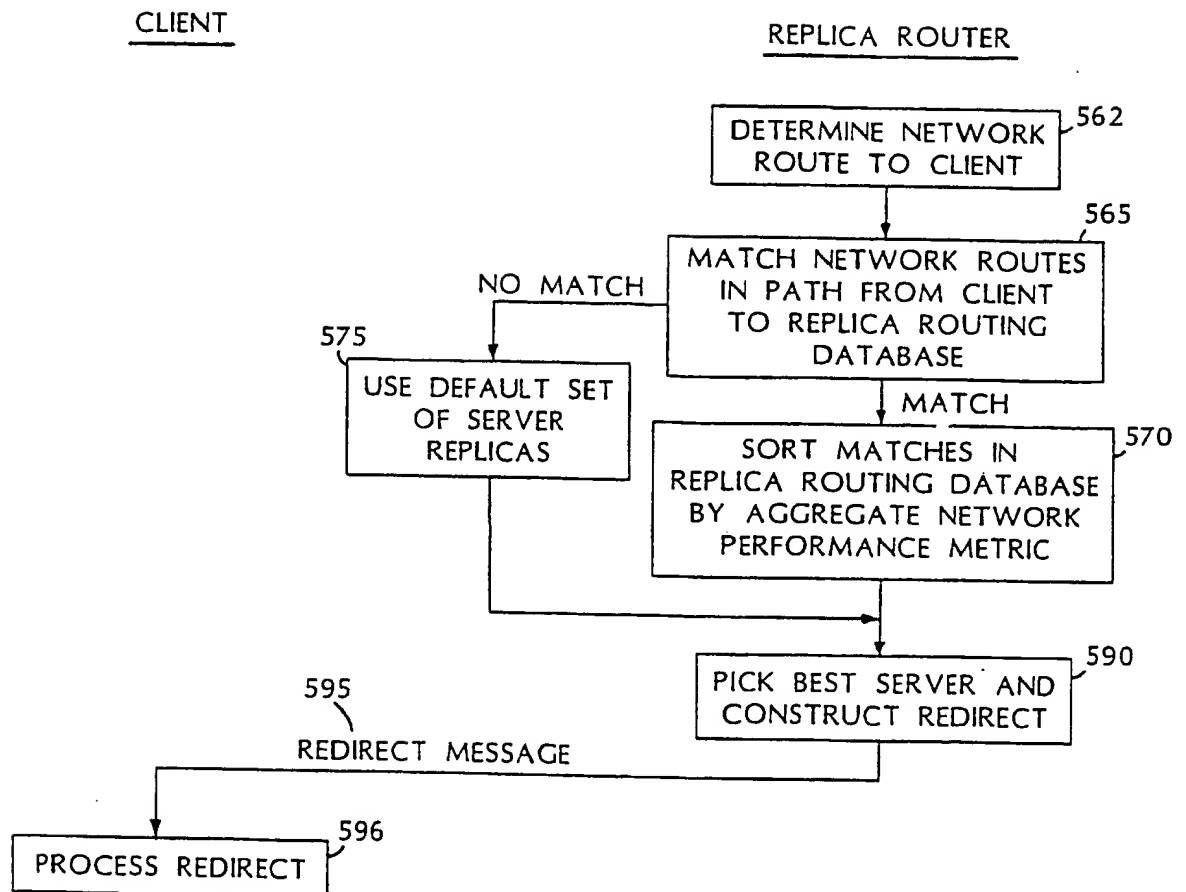 CLIENT
REPLICA ROUTER
562
DETERMINE NETWORK
ROUTE TO CLIENT
565
MATCH NETWORK ROUTES
IN PATH FROM CLIENT
TO REPLICA ROUTING
DATABASE
NO MATCH
575
USE DEFAULT SET
OF SERVER
REPLICAS
MATCH
570
SORT MATCHES IN
REPLICA ROUTING DATABASE
BY AGGREGATE NETWORK
PERFORMANCE METRIC
590
PICK BEST SERVER AND
CONSTRUCT REDIRECT
595
REDIRECT MESSAGE
596
PROCESS REDIRECT